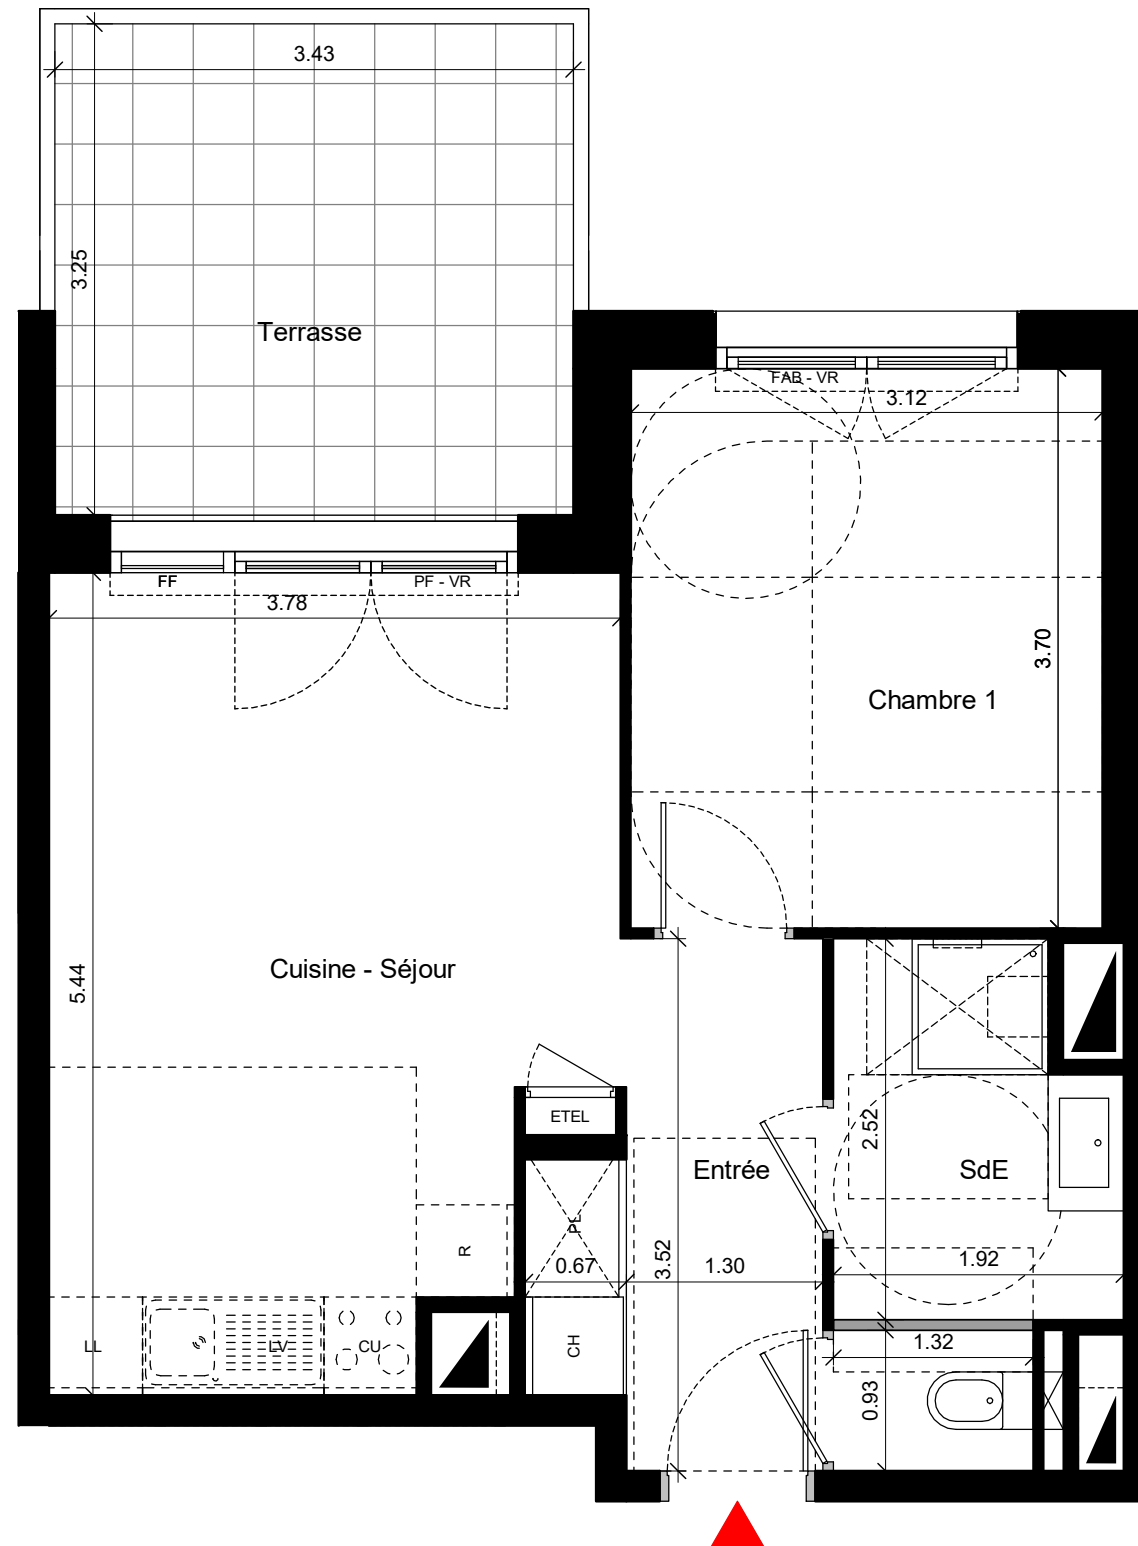 3.43
3.25
Terrasse
FAB - VR
3.12
FF
PF - VR
3.78
3.70
Chambre 1
Cuisine - Séjour
5.44
ETEL
2.52
Entrée
SdE
PL
R
3.52
0.67
1.30
1.92
LL
LV
CU
CH
1.32
0.93